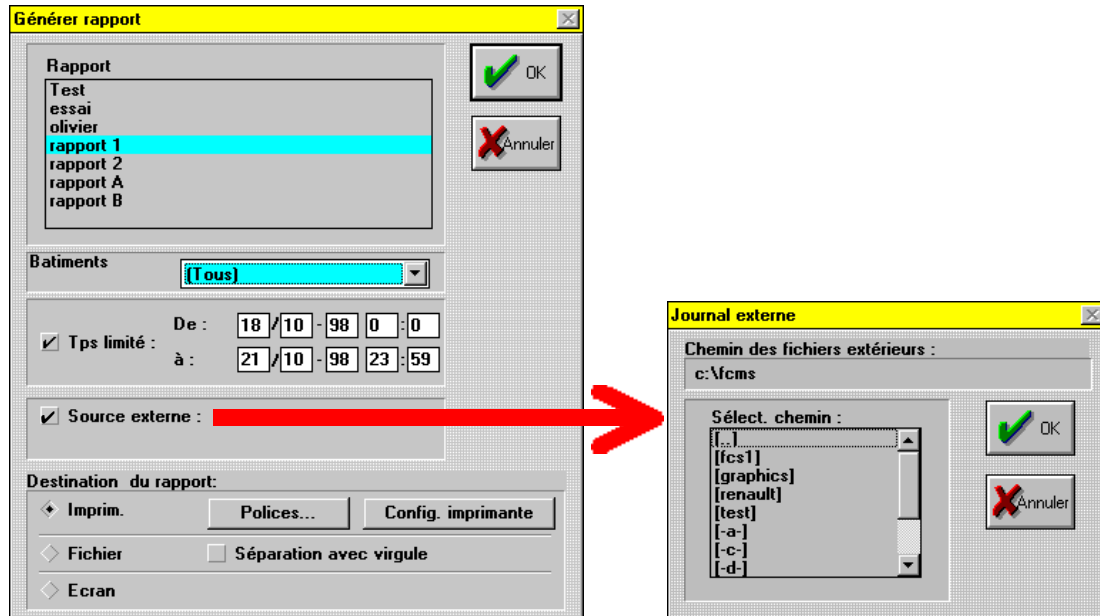 Générer rapport
Rapport
Test
essai
olivier
rapport 1
rapport 2
rapport A
rapport B
OK
Annuler
Batiments
(Tous)
Tps limité :
De : 18 / 10 - 98 0 : 0
à : 21 / 10 - 98 23 : 59
Source externe :
Destination du rapport:
Imprim. Polices... Config. imprimante
Fichier Séparation avec virgule
Ecran
Journal externe
Chemin des fichiers extérieurs :
c:\fcms
Sélect. chemin :
[..]
[fcs1]
[graphics]
[renault]
[test]
[-a-]
[-c-]
[-d-]
OK
Annuler